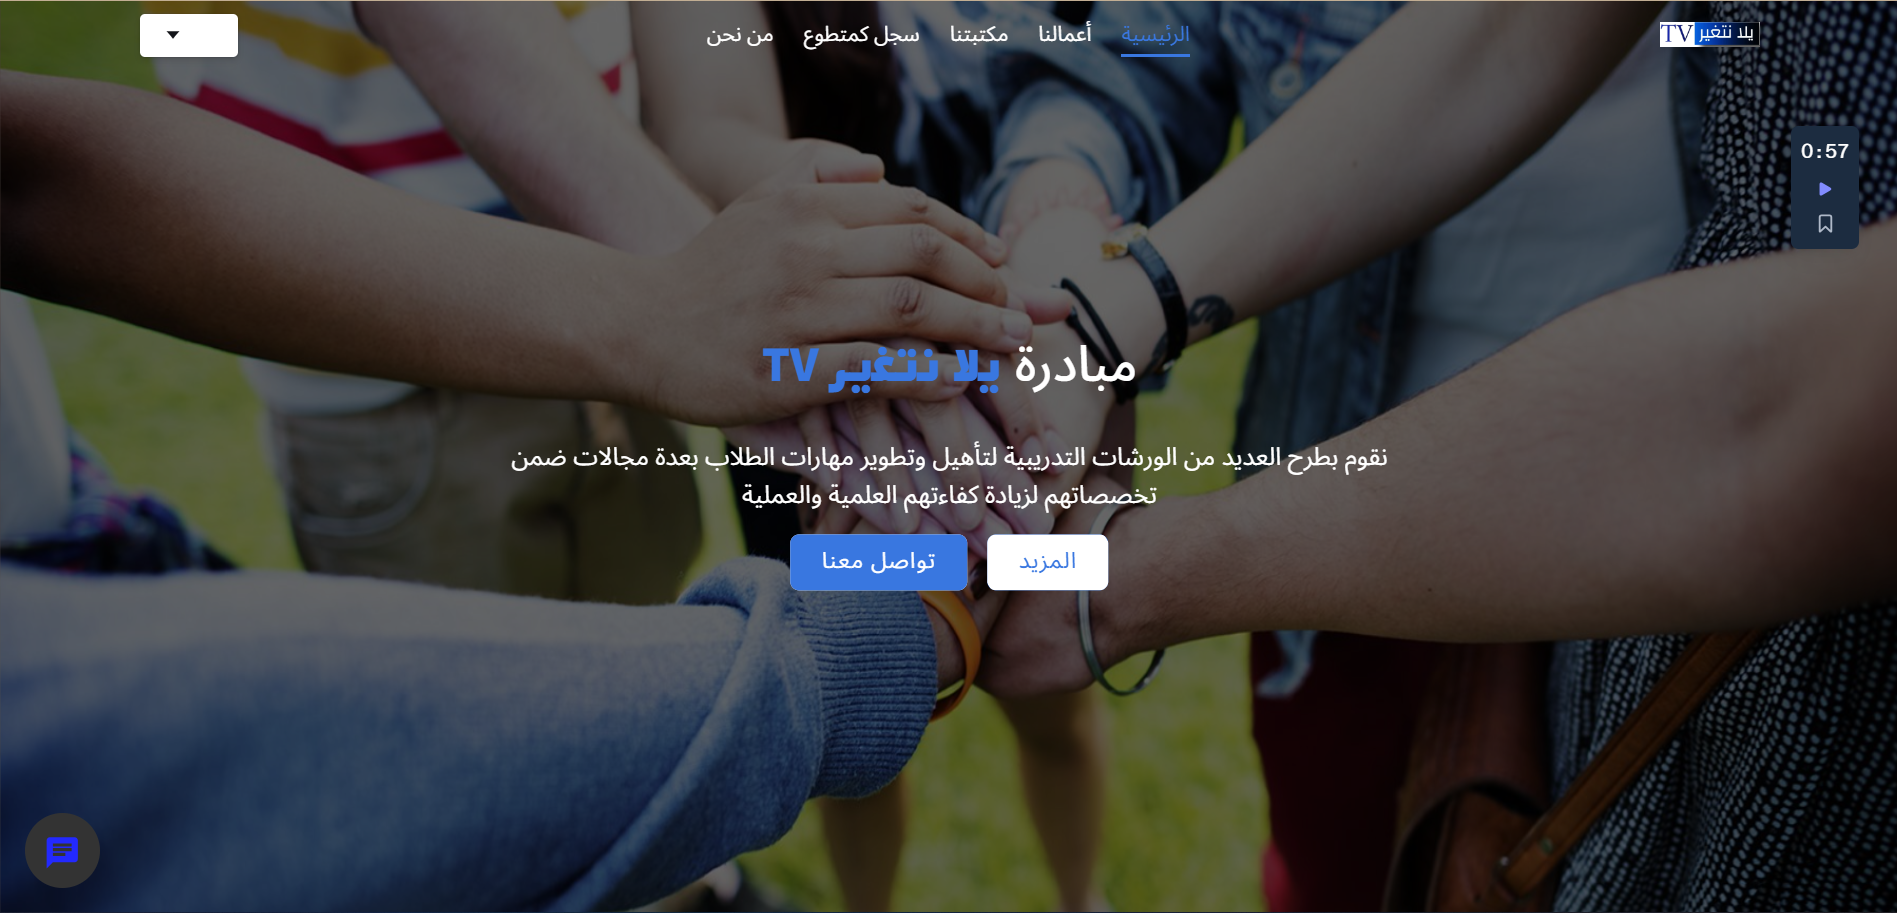 يلا نتغير TV
الرئيسية
أعمالنا
مكتبتنا
سجل كمتطوع
من نحن
0:57
مبادرة يلا نتغير TV
نقوم بطرح العديد من الورشات التدريبية لتأهيل وتطوير مهارات الطلاب بعدة مجالات ضمن
تخصصاتهم لزيادة كفاءتهم العلمية والعملية
المزيد
تواصل معنا